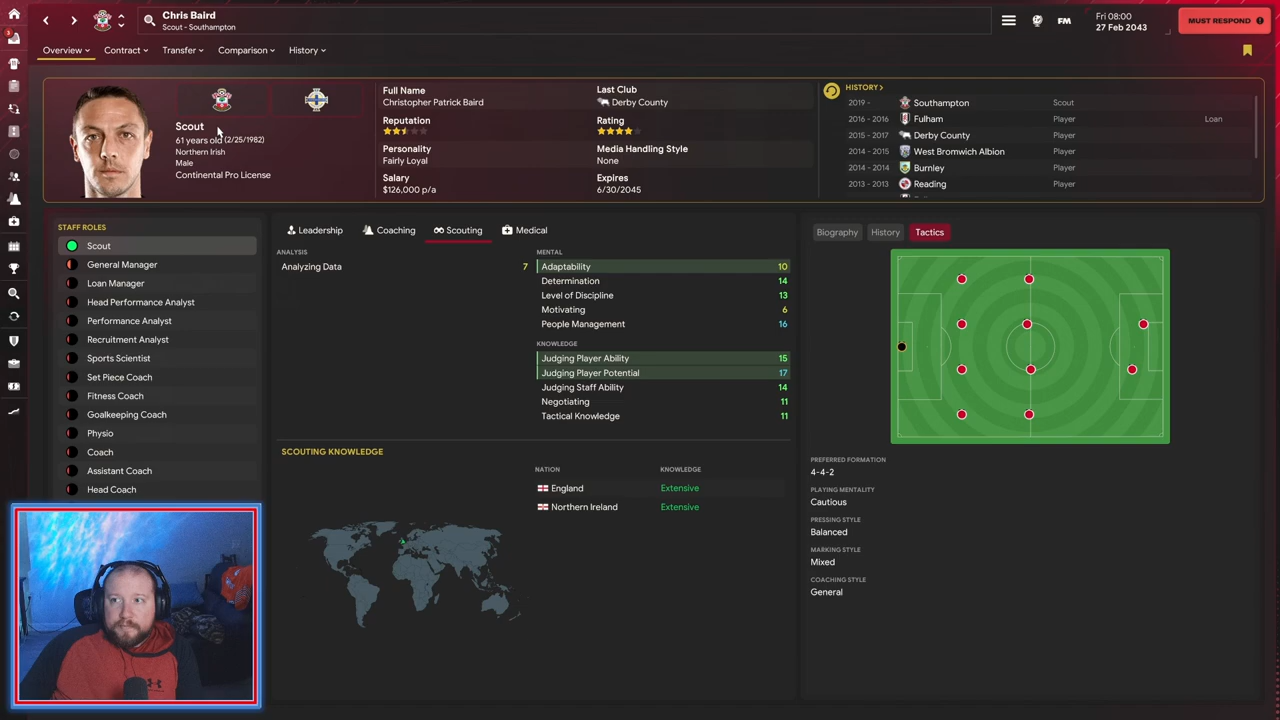 Chris Baird
Scout - Southampton
FM
Fri 08:00
27 Feb 2043
MUST RESPOND
3
Overview
Contract
Transfer
Comparison
History
Scout
61 years old (2/25/1982)
Northern Irish
Male
Continental Pro License
Full Name
Christopher Patrick Baird
Last Club
Derby County
Reputation
Rating
Personality
Fairly Loyal
Media Handling Style
None
Salary
$126,000 p/a
Expires
6/30/2045
HISTORY
2019 - Southampton Scout
2016 - 2016 Fulham Player Loan
2015 - 2017 Derby County Player
2014 - 2015 West Bromwich Albion Player
2014 - 2014 Burnley Player
2013 - 2013 Reading Player
STAFF ROLES
Scout
General Manager
Loan Manager
Head Performance Analyst
Performance Analyst
Recruitment Analyst
Sports Scientist
Set Piece Coach
Fitness Coach
Goalkeeping Coach
Physio
Coach
Assistant Coach
Head Coach
Leadership
Coaching
Scouting
Medical
ANALYSIS
Analyzing Data 7
MENTAL
Adaptability 10
Determination 14
Level of Discipline 13
Motivating 6
People Management 16
KNOWLEDGE
Judging Player Ability 15
Judging Player Potential 17
Judging Staff Ability 14
Negotiating 11
Tactical Knowledge 11
SCOUTING KNOWLEDGE
NATION KNOWLEDGE
England Extensive
Northern Ireland Extensive
Biography
History
Tactics
PREFERRED FORMATION
4-4-2
PLAYING MENTALITY
Cautious
PRESSING STYLE
Balanced
MARKING STYLE
Mixed
COACHING STYLE
General